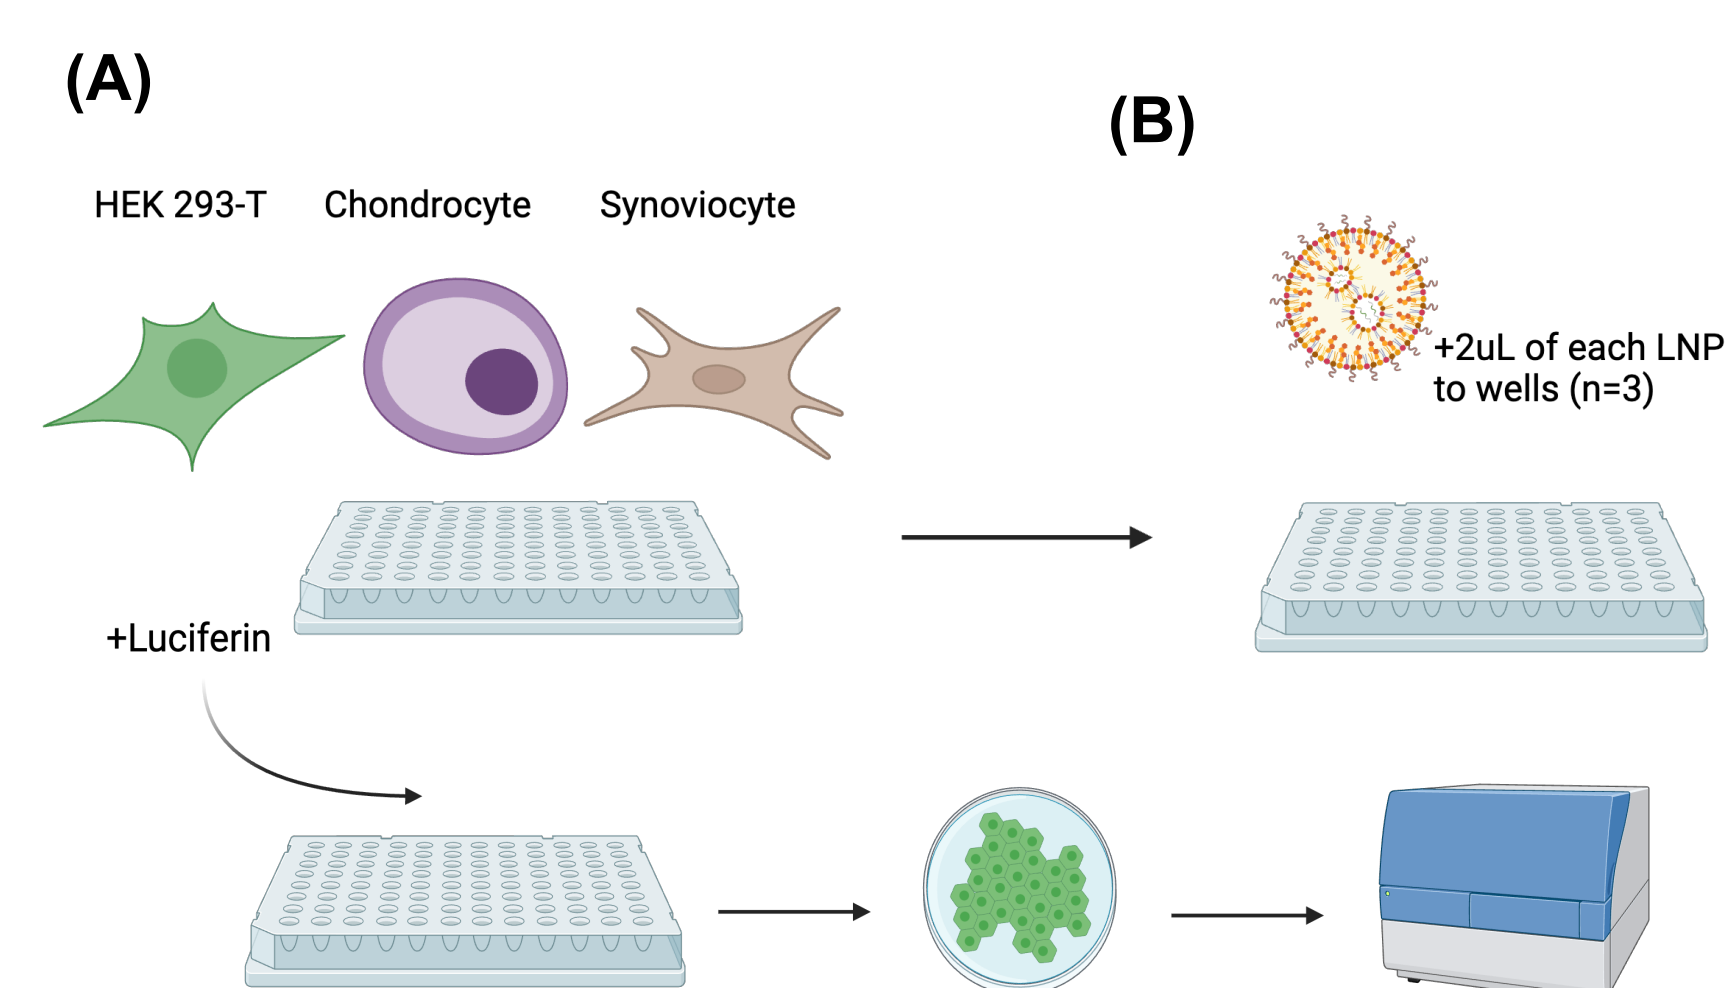 (A)
(B)
HEK 293-T
Chondrocyte
Synoviocyte
+2uL of each LNP
to wells (n=3)
+Luciferin